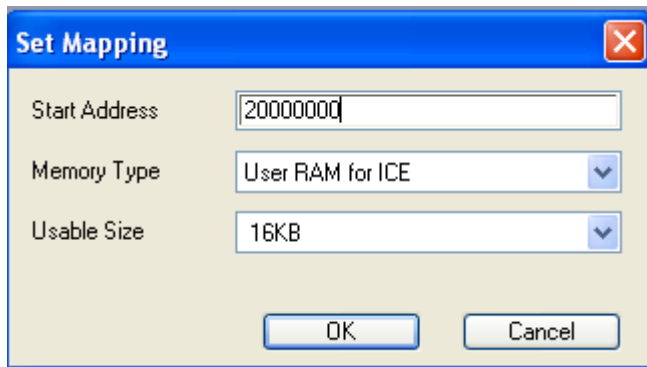 Set Mapping
Start Address 20000000
Memory Type User RAM for ICE
Usable Size 16KB
OK Cancel